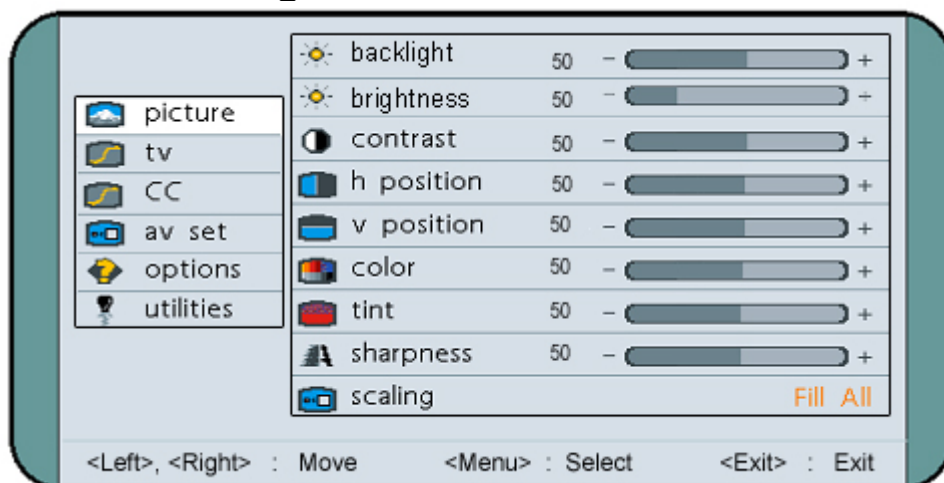 picture
tv
CC
av set
options
utilities
backlight 50 - +
brightness 50 - +
contrast 50 - +
h position 50 - +
v position 50 - +
color 50 - +
tint 50 - +
sharpness 50 - +
scaling Fill All
<Left>, <Right> : Move <Menu> : Select <Exit> : Exit